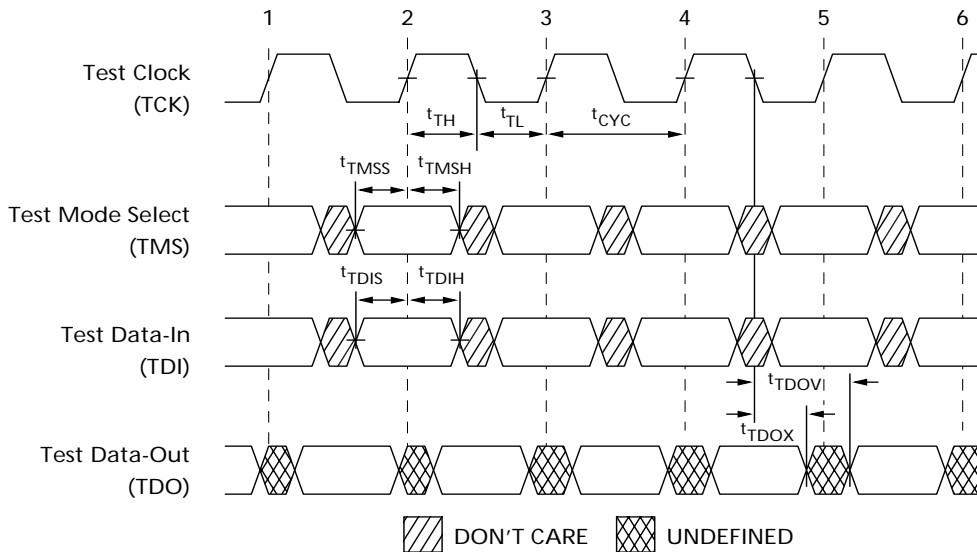 1 2 3 4 5 6
Test Clock
(TCK)
tTH tTL tCYC
tTMSS tTMSH
Test Mode Select
(TMS)
tTDIS tTDIH
Test Data-In
(TDI)
tTDOV
tTDOX
Test Data-Out
(TDO)
DON'T CARE UNDEFINED